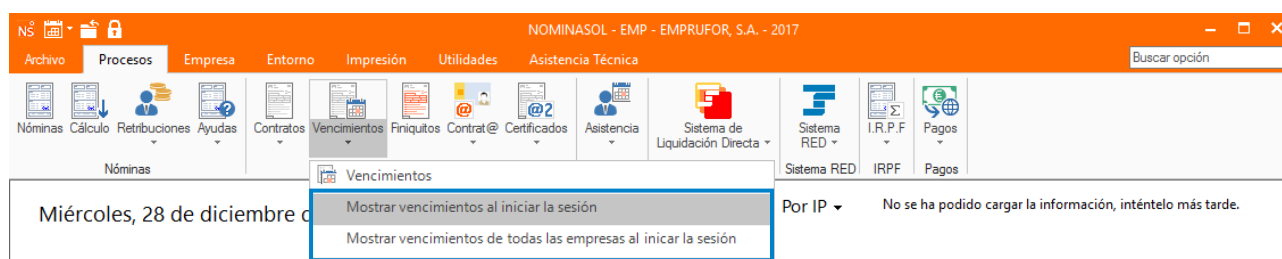 NS NOMINASOL - EMP - EMPRUFOR, S.A. - 2017
Archivo Procesos Empresa Entorno Impresión Utilidades Asistencia Técnica Buscar opción
Nóminas Cálculo Retribuciones Ayudas Contratos Vencimientos Finiquitos Contrat@ Certificados Asistencia Sistema de Liquidación Directa Sistema RED I.R.P.F Pagos
Nóminas Sistema RED IRPF Pagos
Vencimientos
Mostrar vencimientos al iniciar la sesión
Mostrar vencimientos de todas las empresas al inicar la sesión
Miércoles, 28 de diciembre Por IP No se ha podido cargar la información, inténtelo más tarde.